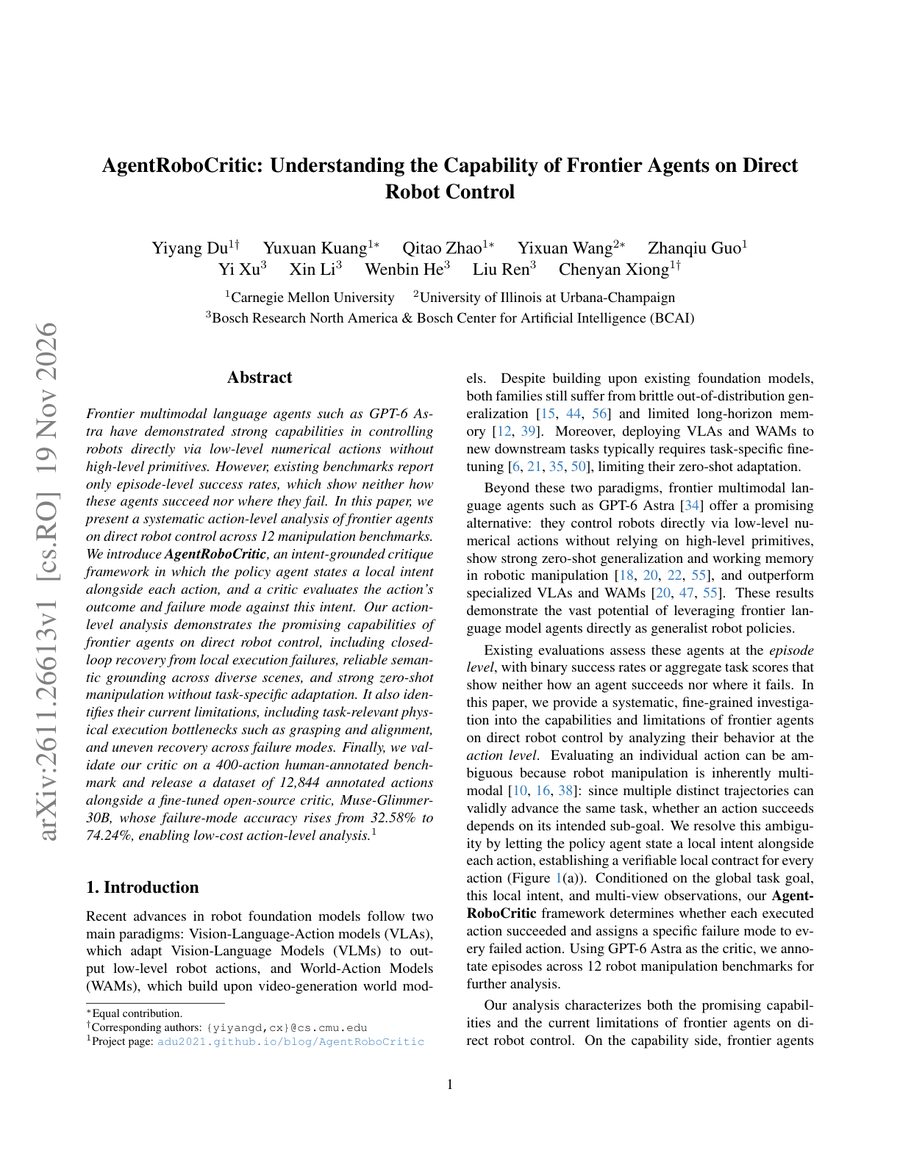 AgentRoboCritic: Understanding the Capability of Frontier Agents on Direct
Robot Control
Yiyang Du1† Yuxuan Kuang1∗ Qitao Zhao1∗ Yixuan Wang2∗ Zhanqiu Guo1
Yi Xu3 Xin Li3 Wenbin He3 Liu Ren3 Chenyan Xiong1†
1Carnegie Mellon University 2University of Illinois at Urbana-Champaign
3Bosch Research North America & Bosch Center for Artificial Intelligence (BCAI)
arXiv:2611.26613v1 [cs.RO] 19 Nov 2026
Abstract
Frontier multimodal language agents such as GPT-6 As-
tra have demonstrated strong capabilities in controlling
robots directly via low-level numerical actions without
high-level primitives. However, existing benchmarks report
only episode-level success rates, which show neither how
these agents succeed nor where they fail. In this paper, we
present a systematic action-level analysis of frontier agents
on direct robot control across 12 manipulation benchmarks.
We introduce AgentRoboCritic, an intent-grounded critique
framework in which the policy agent states a local intent
alongside each action, and a critic evaluates the action's
outcome and failure mode against this intent. Our action-
level analysis demonstrates the promising capabilities of
frontier agents on direct robot control, including closed-
loop recovery from local execution failures, reliable seman-
tic grounding across diverse scenes, and strong zero-shot
manipulation without task-specific adaptation. It also iden-
tifies their current limitations, including task-relevant phys-
ical execution bottlenecks such as grasping and alignment,
and uneven recovery across failure modes. Finally, we val-
idate our critic on a 400-action human-annotated bench-
mark and release a dataset of 12,844 annotated actions
alongside a fine-tuned open-source critic, Muse-Glimmer-
30B, whose failure-mode accuracy rises from 32.58% to
74.24%, enabling low-cost action-level analysis.1
1. Introduction
Recent advances in robot foundation models follow two
main paradigms: Vision-Language-Action models (VLAs),
which adapt Vision-Language Models (VLMs) to out-
put low-level robot actions, and World-Action Models
(WAMs), which build upon video-generation world mod-
∗Equal contribution.
†Corresponding authors: {yiyangd,cx}@cs.cmu.edu
1Project page: adu2021.github.io/blog/AgentRoboCritic
els. Despite building upon existing foundation models,
both families still suffer from brittle out-of-distribution gen-
eralization [15, 44, 56] and limited long-horizon mem-
ory [12, 39]. Moreover, deploying VLAs and WAMs to
new downstream tasks typically requires task-specific fine-
tuning [6, 21, 35, 50], limiting their zero-shot adaptation.
Beyond these two paradigms, frontier multimodal lan-
guage agents such as GPT-6 Astra [34] offer a promising
alternative: they control robots directly via low-level nu-
merical actions without relying on high-level primitives,
show strong zero-shot generalization and working memory
in robotic manipulation [18, 20, 22, 55], and outperform
specialized VLAs and WAMs [20, 47, 55]. These results
demonstrate the vast potential of leveraging frontier lan-
guage model agents directly as generalist robot policies.
Existing evaluations assess these agents at the episode
level, with binary success rates or aggregate task scores that
show neither how an agent succeeds nor where it fails. In
this paper, we provide a systematic, fine-grained investiga-
tion into the capabilities and limitations of frontier agents
on direct robot control by analyzing their behavior at the
action level. Evaluating an individual action can be am-
biguous because robot manipulation is inherently multi-
modal [10, 16, 38]: since multiple distinct trajectories can
validly advance the same task, whether an action succeeds
depends on its intended sub-goal. We resolve this ambigu-
ity by letting the policy agent state a local intent alongside
each action, establishing a verifiable local contract for every
action (Figure 1(a)). Conditioned on the global task goal,
this local intent, and multi-view observations, our Agent-
RoboCritic framework determines whether each executed
action succeeded and assigns a specific failure mode to ev-
ery failed action. Using GPT-6 Astra as the critic, we anno-
tate episodes across 12 robot manipulation benchmarks for
further analysis.
Our analysis characterizes both the promising capabil-
ities and the current limitations of frontier agents on di-
rect robot control. On the capability side, frontier agents
1